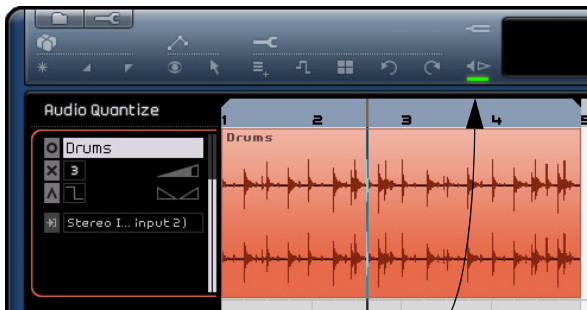 Audio Quantize
1 2 3 4 5
Drums
Drums
3
Stereo I... input 2)